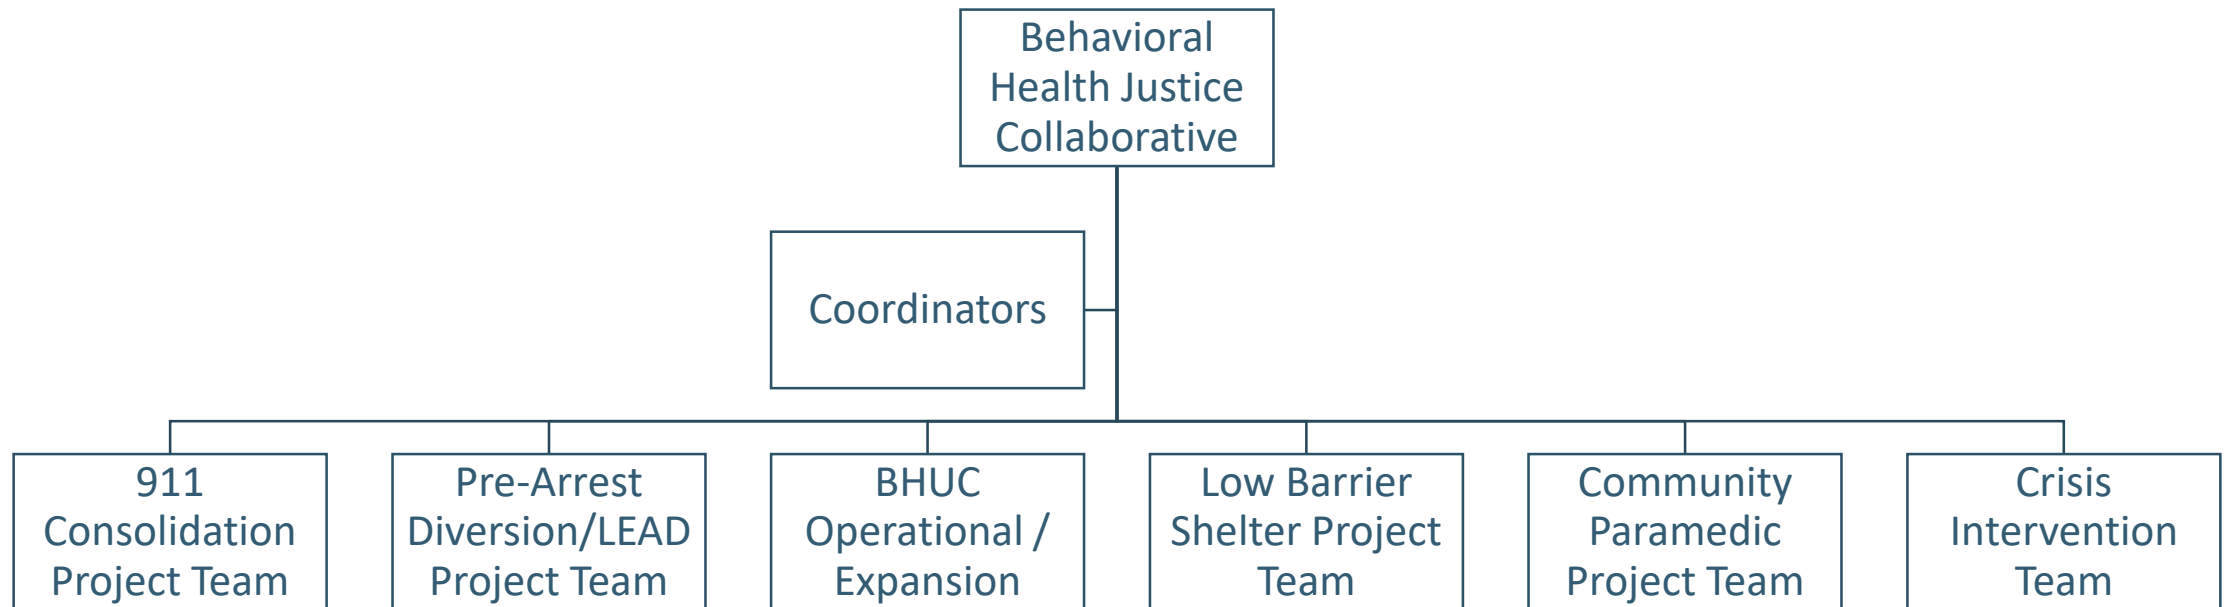 Behavioral
Health Justice
Collaborative
Coordinators
911
Consolidation
Project Team
Pre-Arrest
Diversion/LEAD
Project Team
BHUC
Operational /
Expansion
Low Barrier
Shelter Project
Team
Community
Paramedic
Project Team
Crisis
Intervention
Team